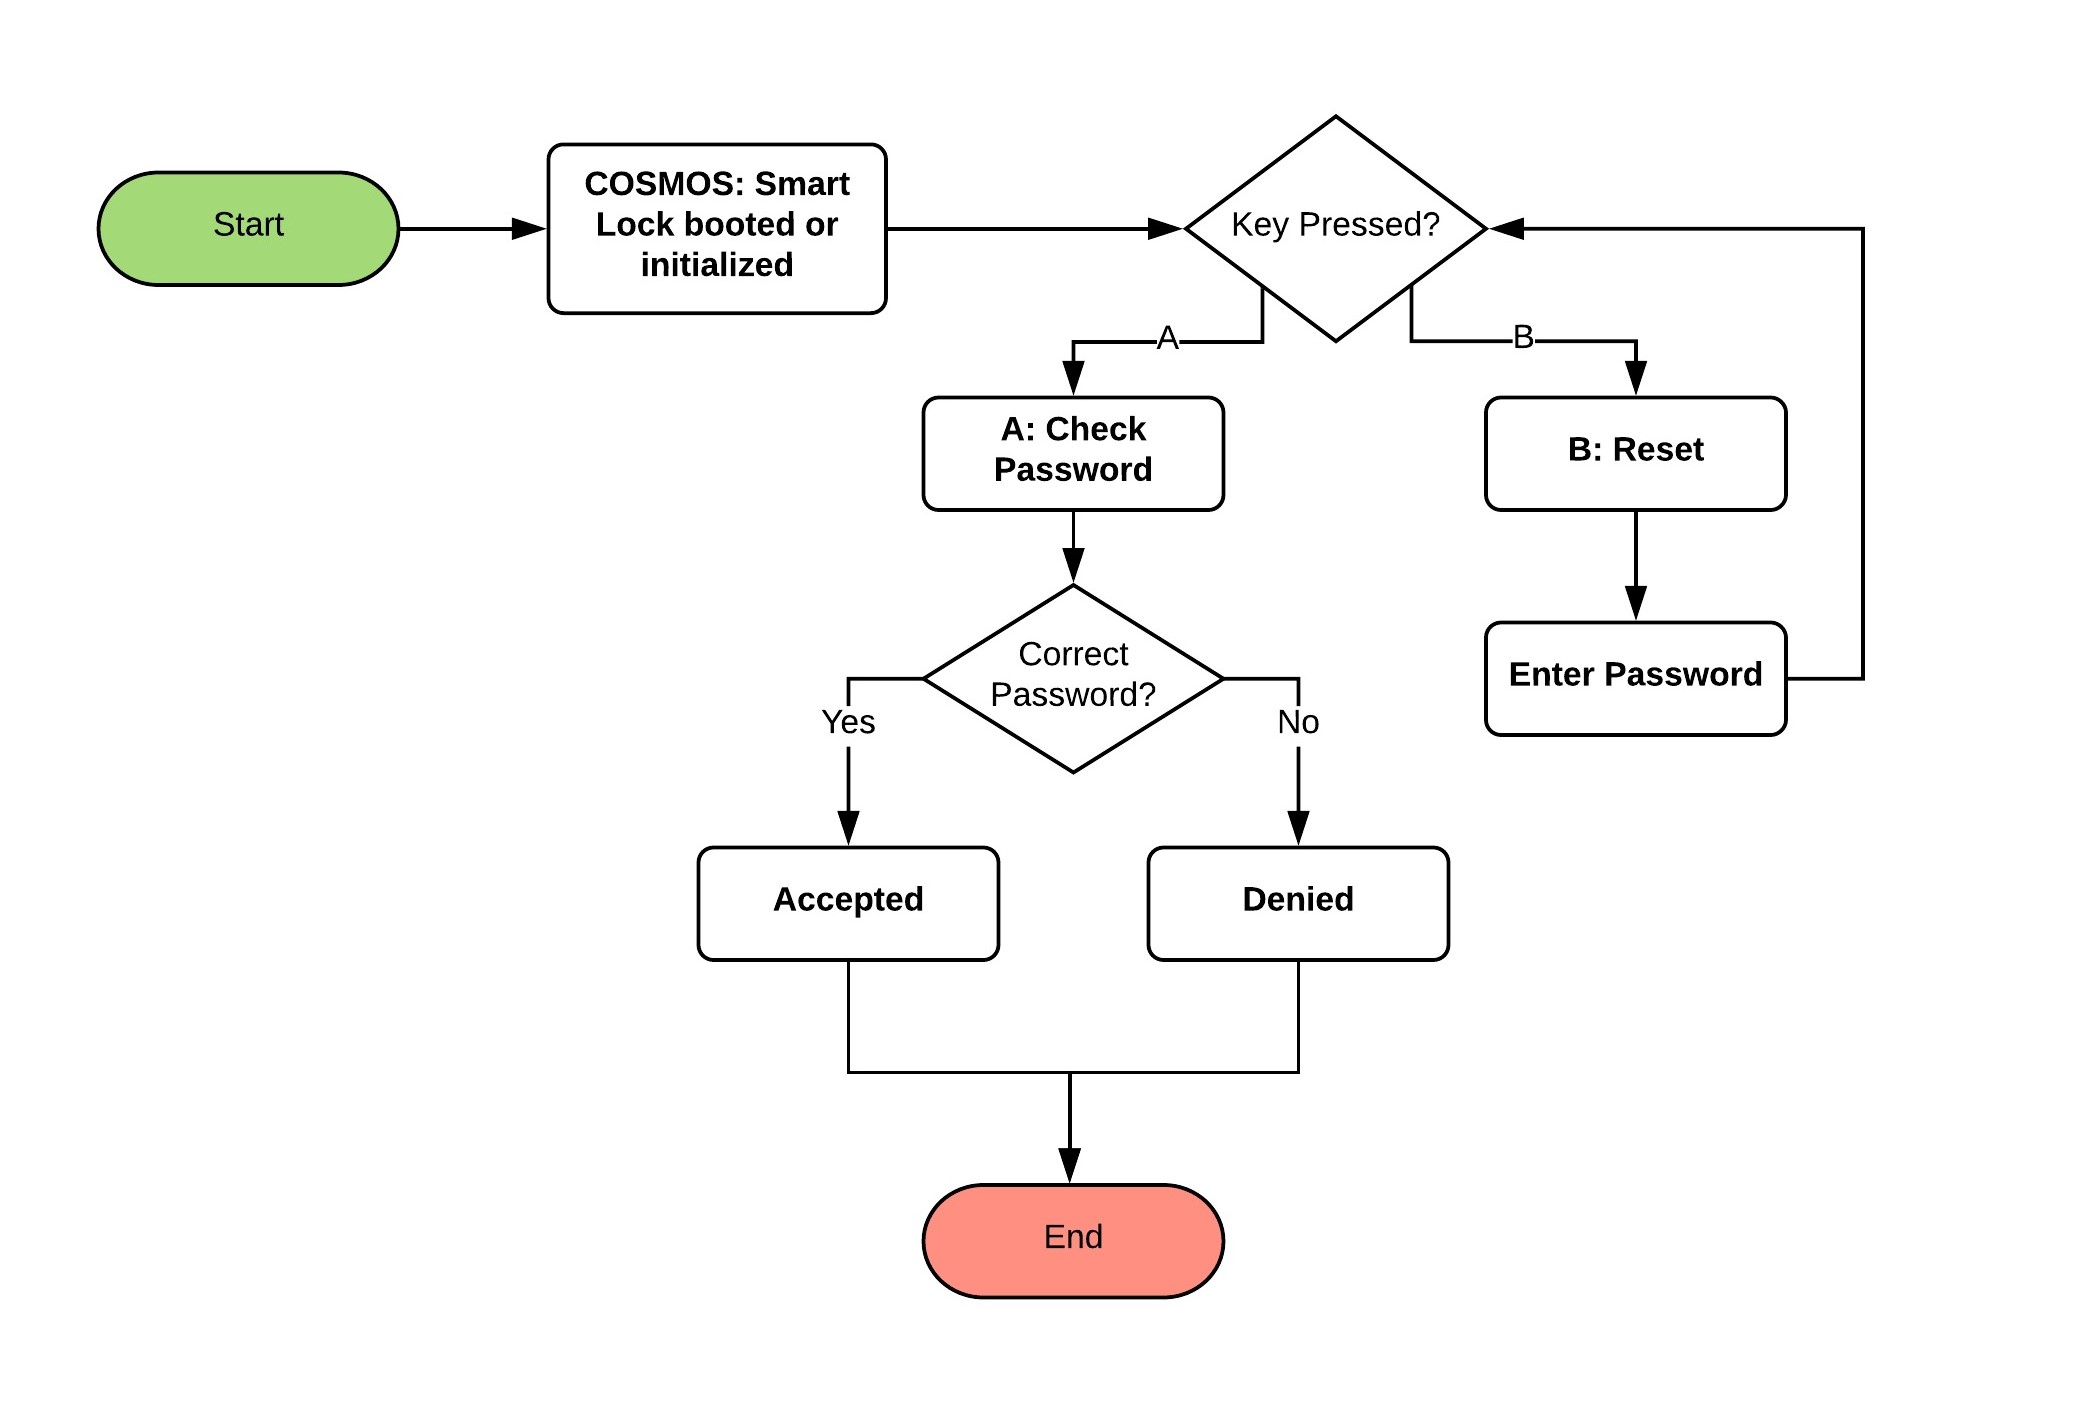 Start
COSMOS: Smart
Lock booted or
initialized
Key Pressed?
A
B
A: Check
Password
B: Reset
Correct
Password?
Enter Password
Yes
No
Accepted
Denied
End